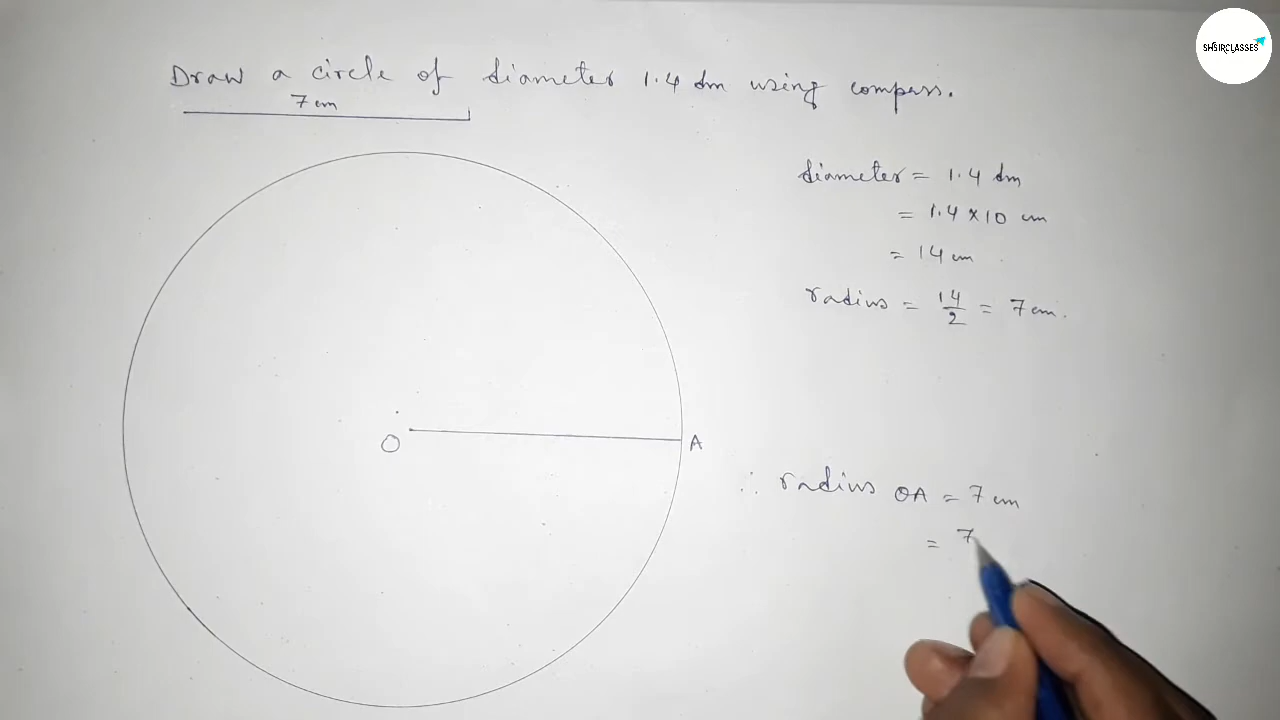 Draw a circle of diameter 1.4 dm using compass.
7 cm
diameter = 1.4 dm
= 1.4 × 10 cm
= 14 cm
radius = 14/2 = 7 cm.
O
A
∴ radius OA = 7 cm
= 7
SHSIRCLASSES